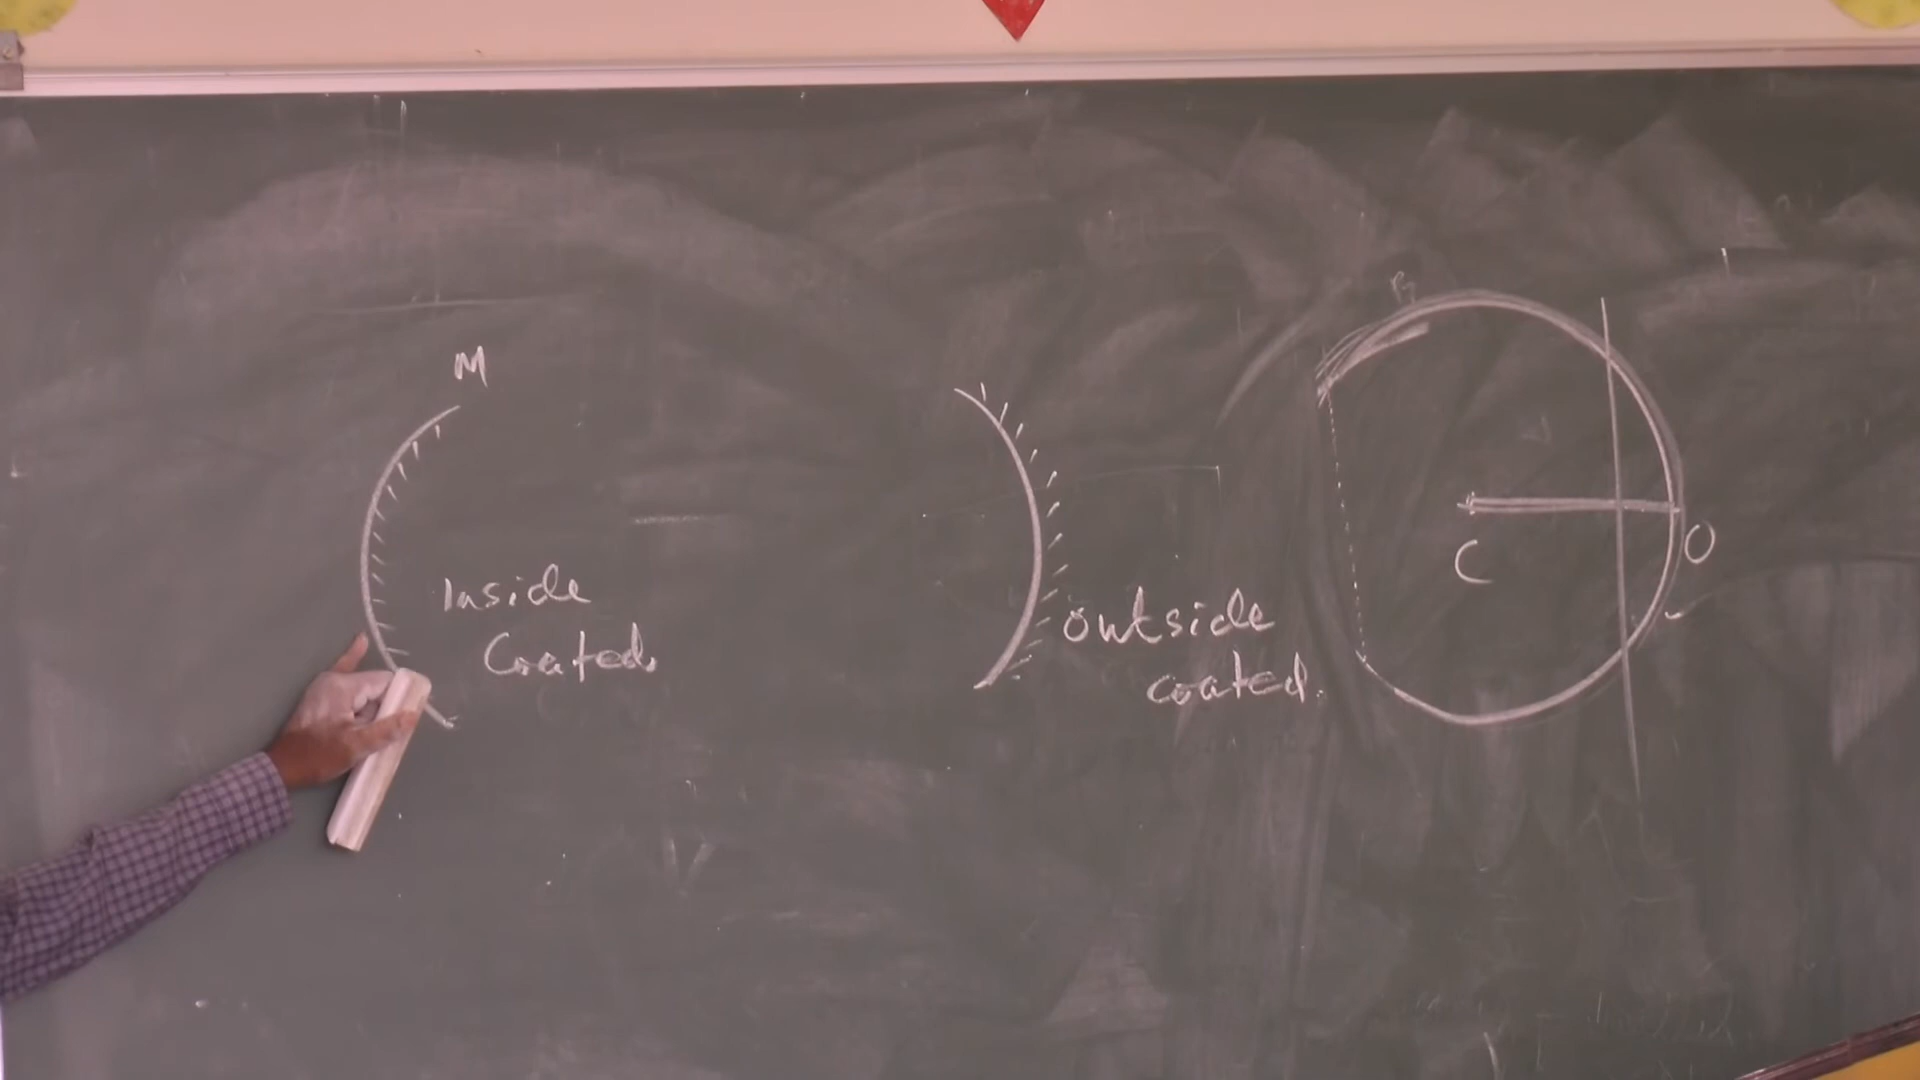 M
Inside
Coated.
outside
coated.
C
O